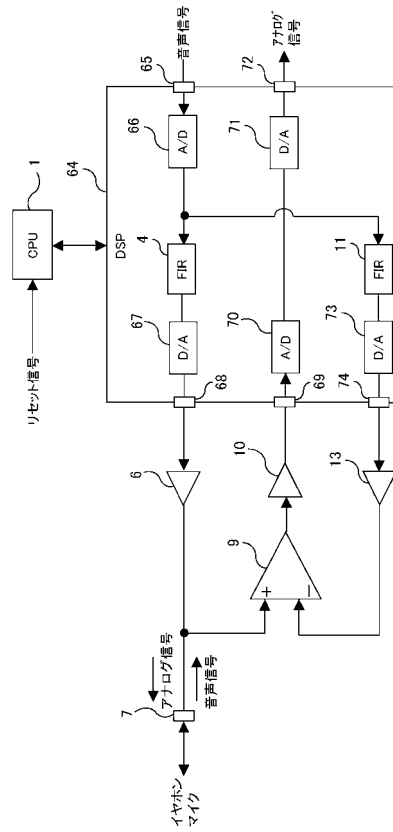 リセット信号
CPU
1
64
DSP
音声信号
65
66
A/D
4
FIR
67
D/A
68
6
アナログ信号
音声信号
7
イヤホン
マイク
アナログ
信号
72
71
D/A
70
A/D
69
10
9
+
−
11
FIR
73
D/A
74
13